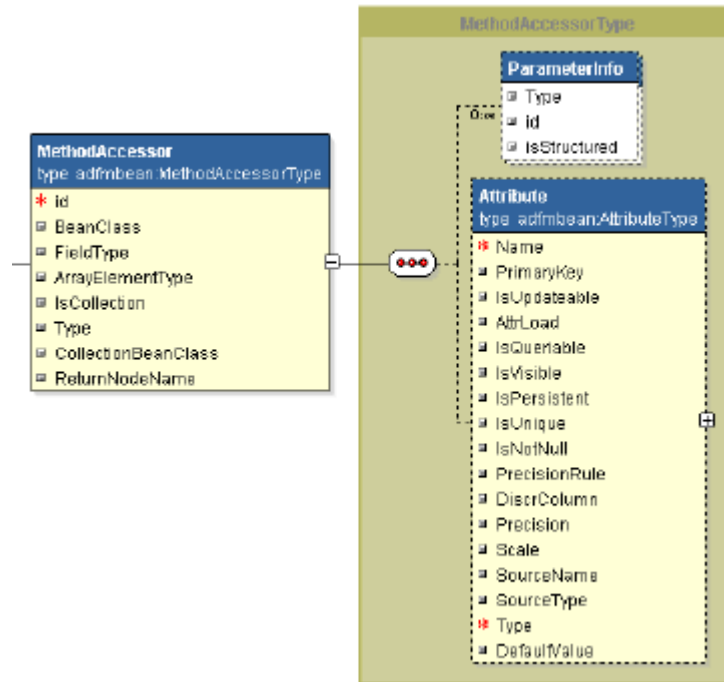 MethodAccessorType
ParameterInfo
Type
id
IsStructured
0:∞
MethodAccessor
type adfmbean:MethodAccessorType
* id
BeanClass
FieldType
ArrayElementType
IsCollection
Type
CollectionBeanClass
ReturnNodeName
Attribute
type adfmbean:AttributeType
* Name
PrimaryKey
IsUpdateable
AttrLoad
IsQueriable
IsVisible
IsPersistent
IsUnique
IsNotNull
PrecisionRule
DiscrColumn
Precision
Scale
SourceName
SourceType
* Type
DefaultValue